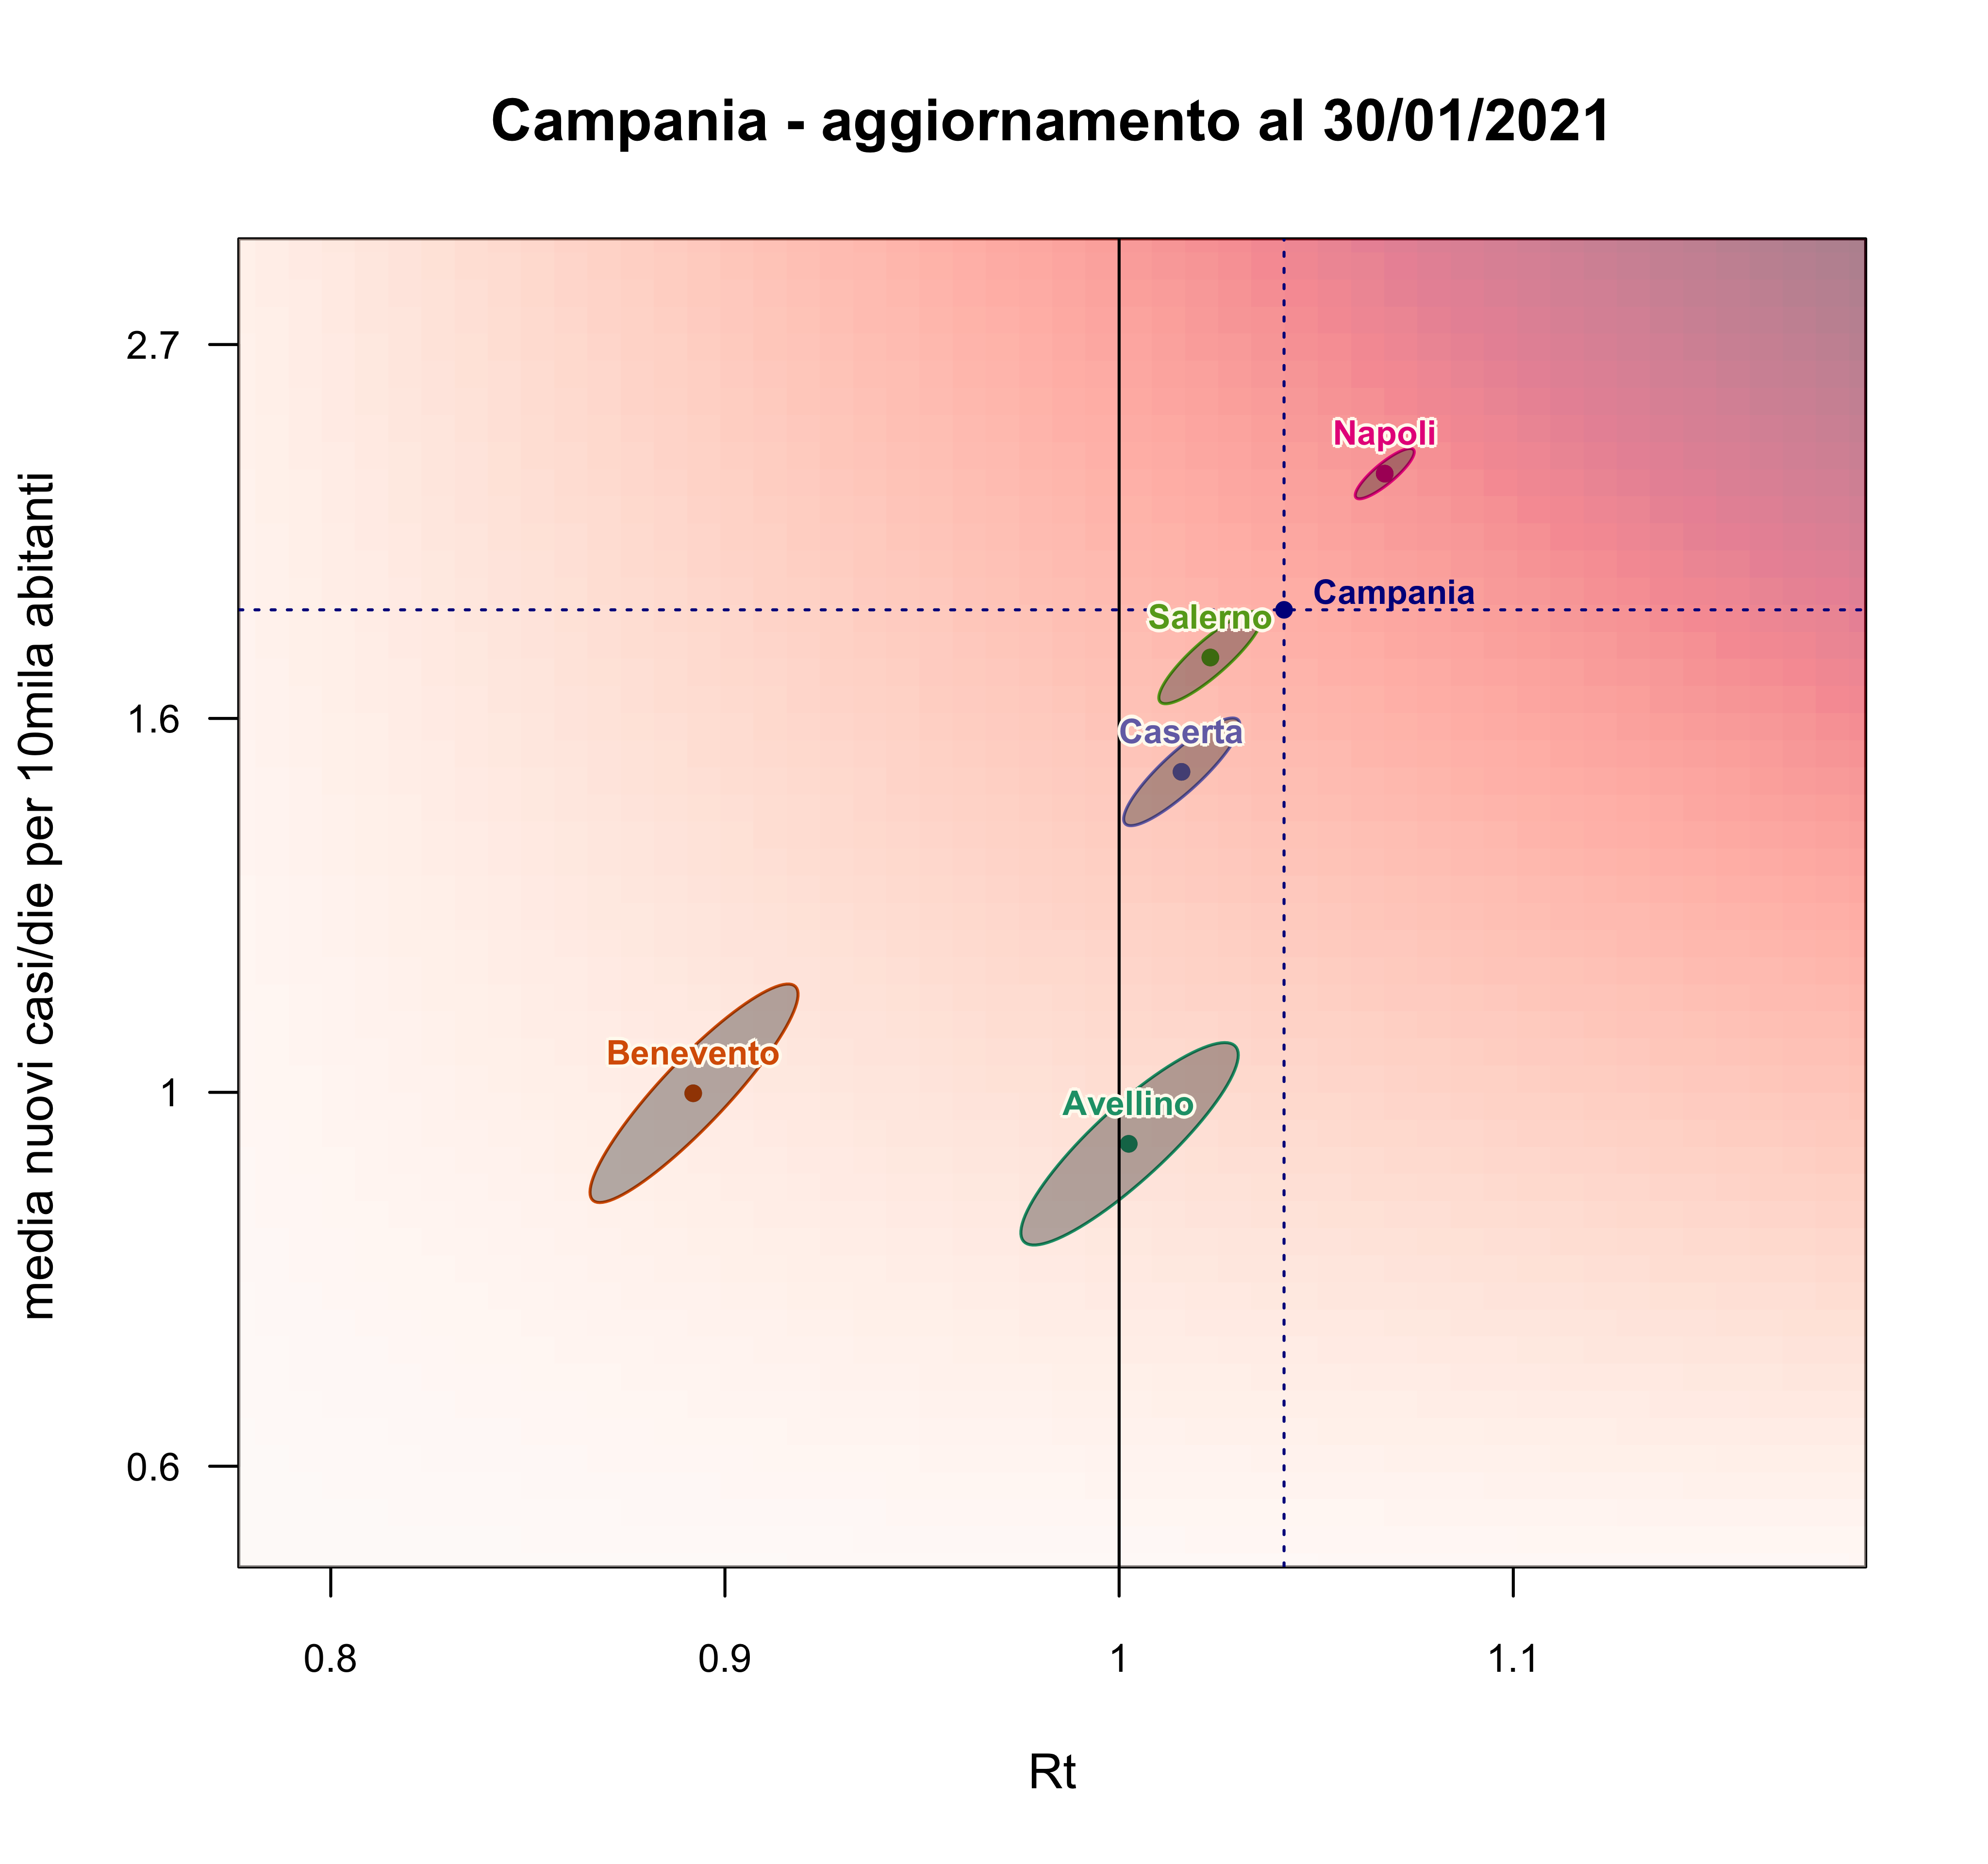 Campania - aggiornamento al 30/01/2021
media nuovi casi/die per 10mila abitanti
2.7
1.6
1
0.6
Napoli
Campania
Salerno
Caserta
Benevento
Avellino
0.8
0.9
1
1.1
Rt